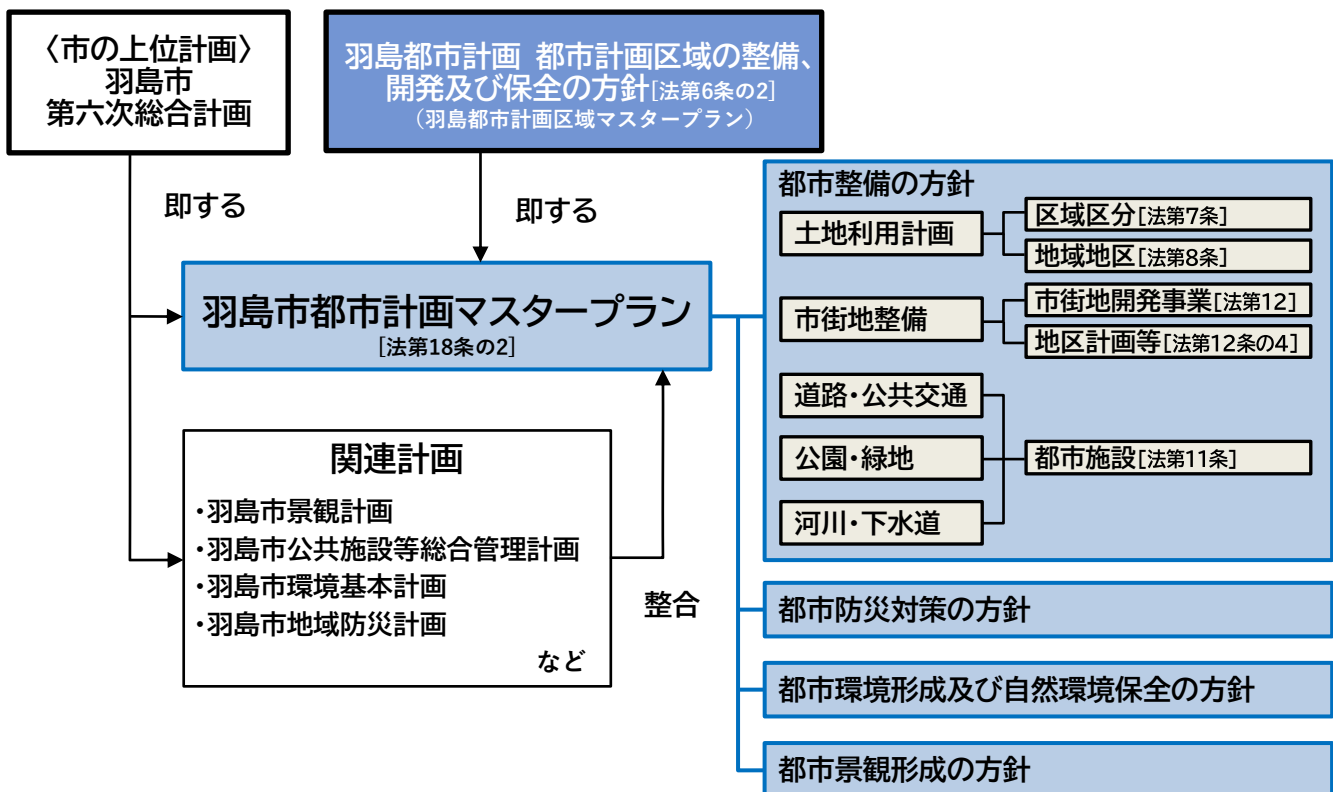 〈市の上位計画〉
羽島市
第六次総合計画
羽島都市計画 都市計画区域の整備、
開発及び保全の方針[法第6条の2]
(羽島都市計画区域マスタープラン)
即する
即する
羽島市都市計画マスタープラン
[法第18条の2]
関連計画
・羽島市景観計画
・羽島市公共施設等総合管理計画
・羽島市環境基本計画
・羽島市地域防災計画
など
整合
都市整備の方針
土地利用計画
区域区分[法第7条]
地域地区[法第8条]
市街地整備
市街地開発事業[法第12]
地区計画等[法第12条の4]
道路・公共交通
公園・緑地
都市施設[法第11条]
河川・下水道
都市防災対策の方針
都市環境形成及び自然環境保全の方針
都市景観形成の方針